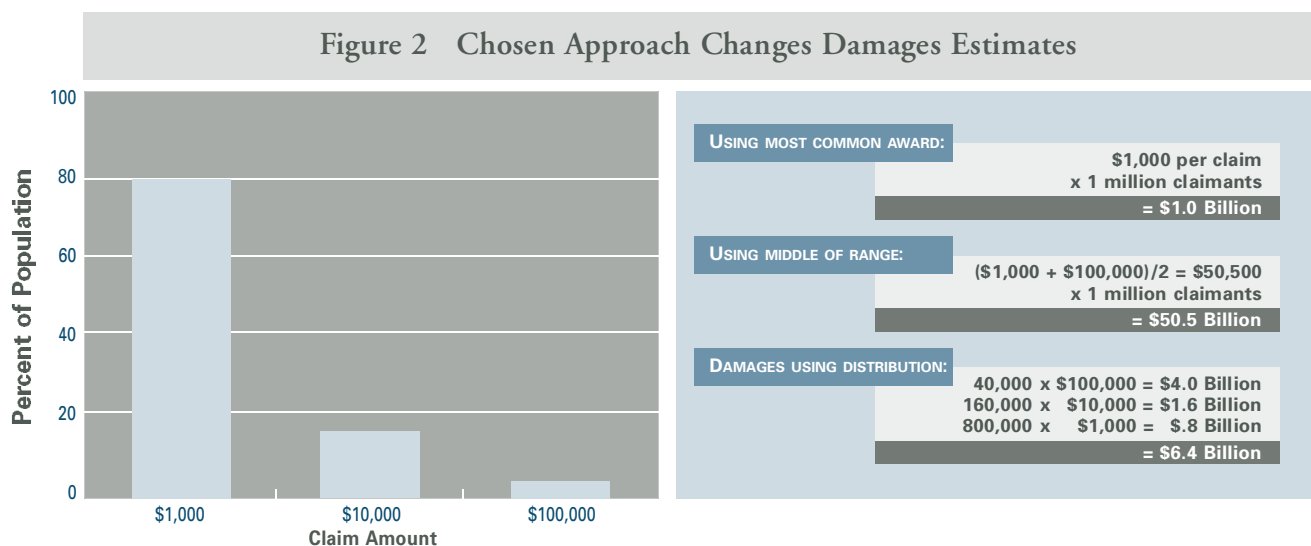 Figure 2 Chosen Approach Changes Damages Estimates
100
80
60
40
20
0
Percent of Population
$1,000
$10,000
$100,000
Claim Amount
USING MOST COMMON AWARD:
$1,000 per claim
x 1 million claimants
= $1.0 Billion
USING MIDDLE OF RANGE:
($1,000 + $100,000)/2 = $50,500
x 1 million claimants
= $50.5 Billion
DAMAGES USING DISTRIBUTION:
40,000 x $100,000 = $4.0 Billion
160,000 x $10,000 = $1.6 Billion
800,000 x $1,000 = $.8 Billion
= $6.4 Billion